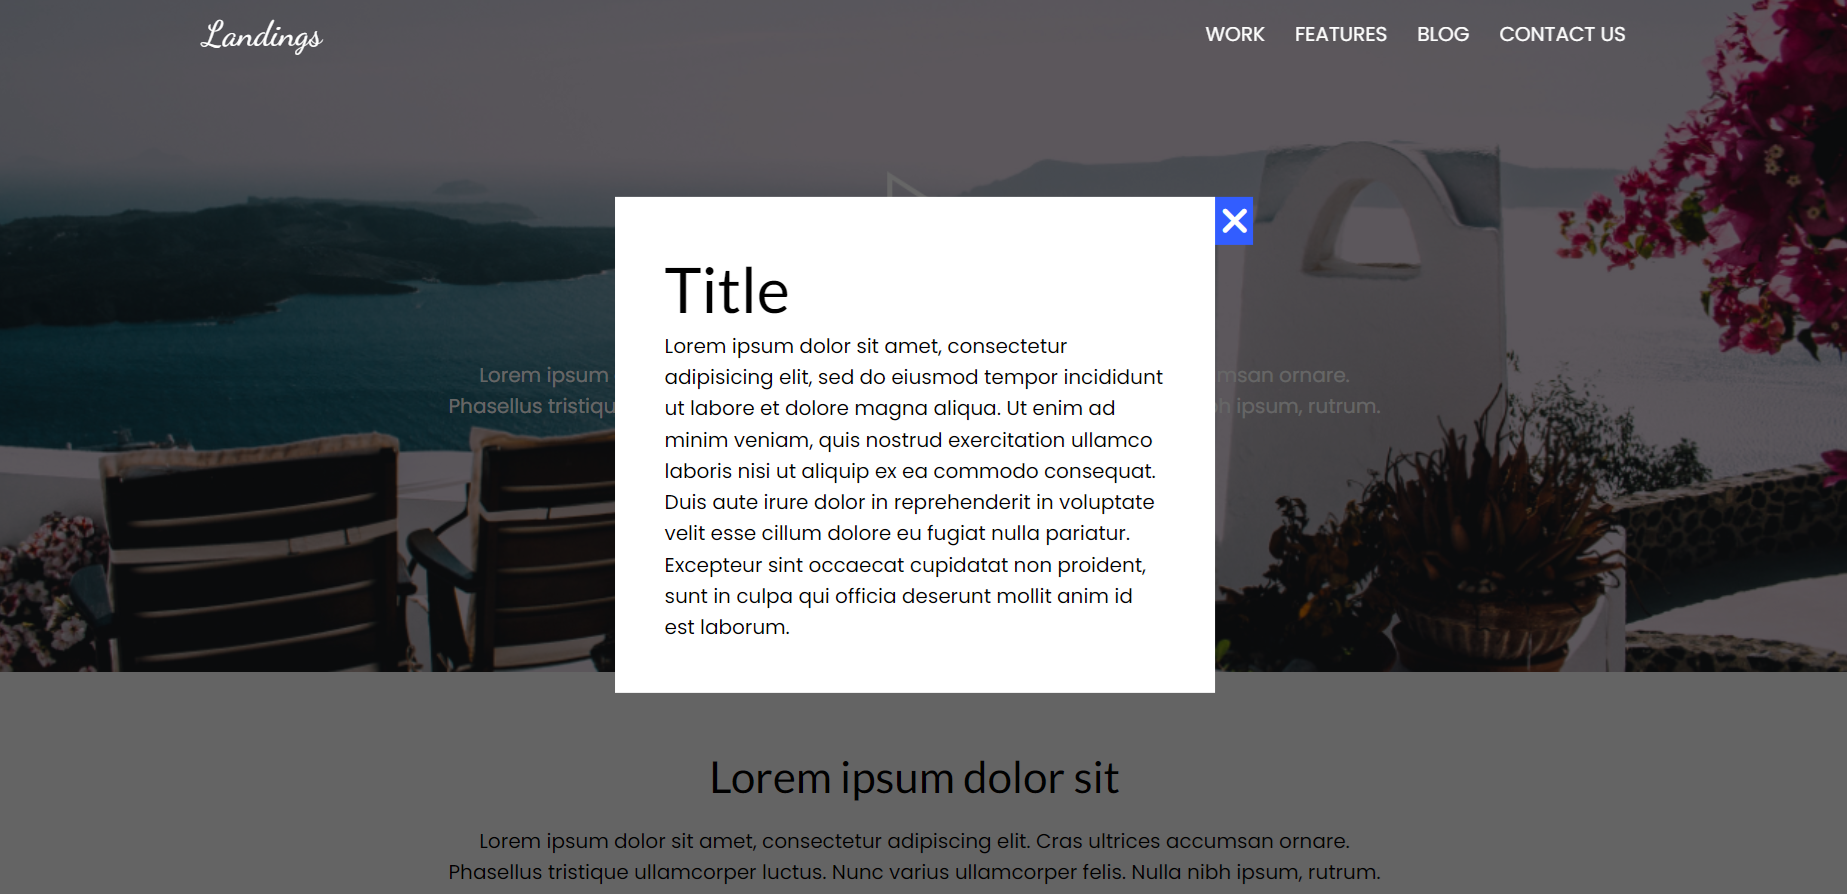 Landings
WORK FEATURES BLOG CONTACT US
Title
Lorem ipsum dolor sit amet, consectetur
adipisicing elit, sed do eiusmod tempor incididunt
ut labore et dolore magna aliqua. Ut enim ad
minim veniam, quis nostrud exercitation ullamco
laboris nisi ut aliquip ex ea commodo consequat.
Duis aute irure dolor in reprehenderit in voluptate
velit esse cillum dolore eu fugiat nulla pariatur.
Excepteur sint occaecat cupidatat non proident,
sunt in culpa qui officia deserunt mollit anim id
est laborum.
Lorem ipsum
ornare.
Phasellus
ipsum, rutrum.
Lorem ipsum dolor sit
Lorem ipsum dolor sit amet, consectetur adipiscing elit. Cras ultrices accumsan ornare.
Phasellus tristique ullamcorper luctus. Nunc varius ullamcorper felis. Nulla nibh ipsum, rutrum.